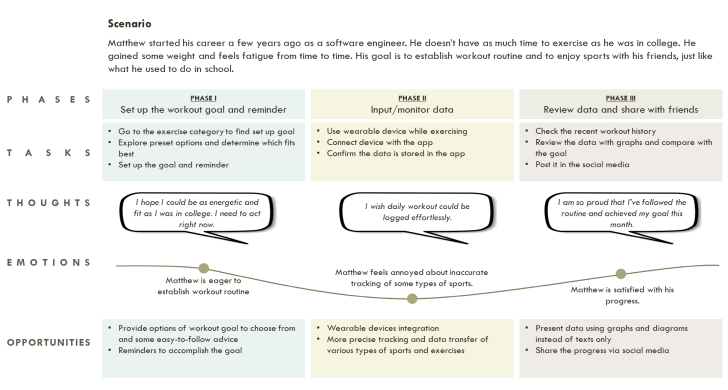 Scenario
Matthew started his career a few years ago as a software engineer. He doesn't have as much time to exercise as he was in college. He
gained some weight and feels fatigue from time to time. His goal is to establish workout routine and to enjoy sports with his friends, just like
what he used to do in school.
PHASES
PHASE I
Set up the workout goal and reminder
PHASE II
Input/monitor data
PHASE III
Review data and share with friends
TASKS
• Go to the exercise category to find set up goal
• Explore preset options and determine which fits
best
• Set up the goal and reminder
• Use wearable device while exercising
• Connect device with the app
• Confirm the data is stored in the app
• Check the recent workout history
• Review the data with graphs and compare with
the goal
• Post it in the social media
THOUGHTS
I hope I could be as energetic and
fit as I was in college. I need to act
right now.
I wish daily workout could be
logged effortlessly.
I am so proud that I've followed the
routine and achieved my goal this
month.
EMOTIONS
Matthew is eager to
establish workout routine
Matthew feels annoyed about inaccurate
tracking of some types of sports.
Matthew is satisfied with his
progress.
OPPORTUNITIES
• Provide options of workout goal to choose from
and some easy-to-follow advice
• Reminders to accomplish the goal
• Wearable devices integration
• More precise tracking and data transfer of
various types of sports and exercises
• Present data using graphs and diagrams
instead of texts only
• Share the progress via social media